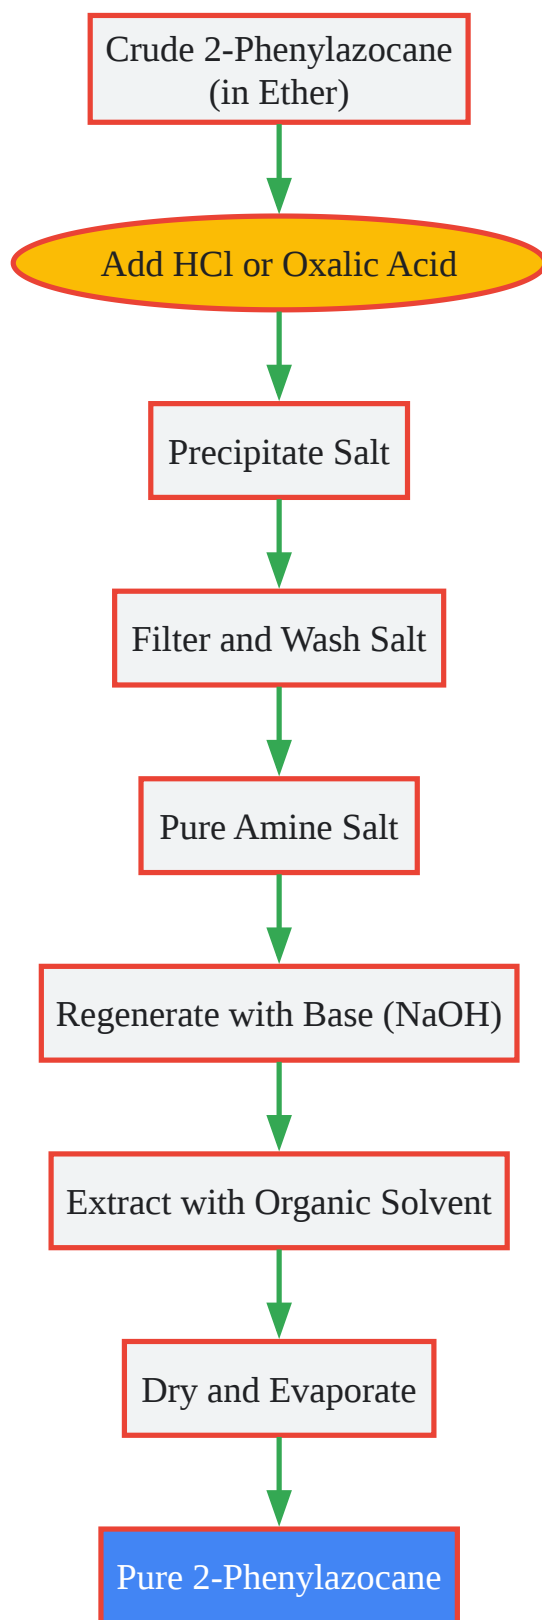 Crude 2-Phenylazocane
(in Ether)
Add HCl or Oxalic Acid
Precipitate Salt
Filter and Wash Salt
Pure Amine Salt
Regenerate with Base (NaOH)
Extract with Organic Solvent
Dry and Evaporate
Pure 2-Phenylazocane